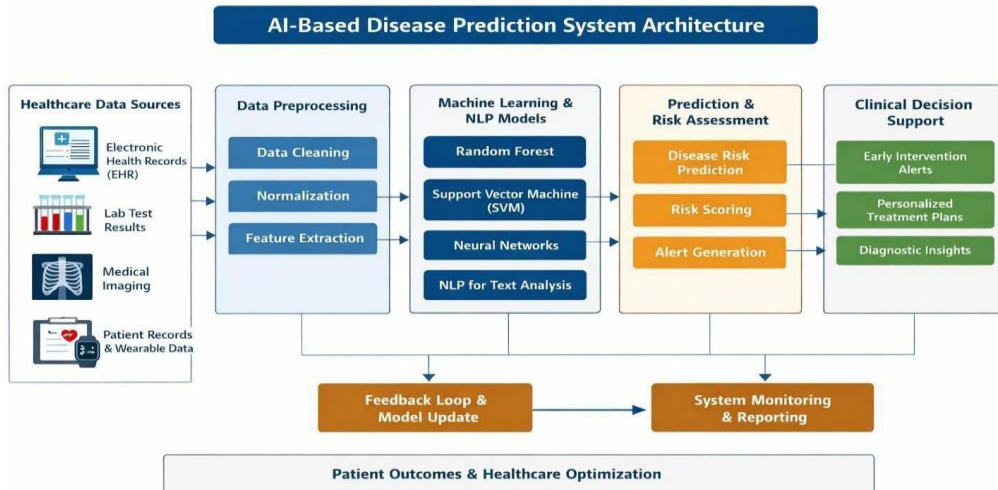 AI-Based Disease Prediction System Architecture
Healthcare Data Sources
Electronic
Health Records
(EHR)
Lab Test
Results
Medical
Imaging
Patient Records
& Wearable Data
Data Preprocessing
Data Cleaning
Normalization
Feature Extraction
Machine Learning &
NLP Models
Random Forest
Support Vector Machine
(SVM)
Neural Networks
NLP for Text Analysis
Prediction &
Risk Assessment
Disease Risk
Prediction
Risk Scoring
Alert Generation
Clinical Decision
Support
Early Intervention
Alerts
Personalized
Treatment Plans
Diagnostic Insights
Feedback Loop &
Model Update
System Monitoring
& Reporting
Patient Outcomes & Healthcare Optimization